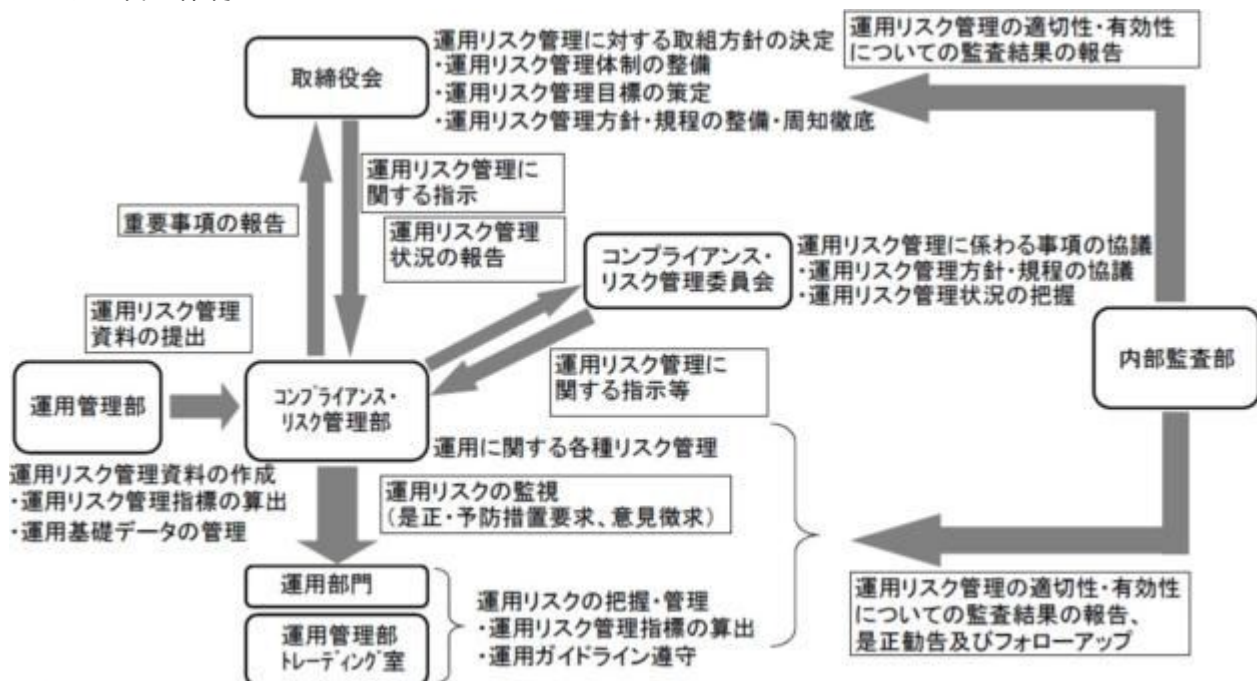 運用リスク管理に対する取組方針の決定
・運用リスク管理体制の整備
・運用リスク管理目標の策定
・運用リスク管理方針・規程の整備・周知徹底
取締役会
運用リスク管理の適切性・有効性
についての監査結果の報告
運用リスク管理に
関する指示
重要事項の報告
運用リスク管理
状況の報告
コンプライアンス・
リスク管理委員会
運用リスク管理に係わる事項の協議
・運用リスク管理方針・規程の協議
・運用リスク管理状況の把握
運用リスク管理
資料の提出
内部監査部
運用リスク管理に
関する指示等
運用管理部
コンプライアンス・
リスク管理部
運用に関する各種リスク管理
運用リスク管理資料の作成
・運用リスク管理指標の算出
・運用基礎データの管理
運用リスクの監視
(是正・予防措置要求、意見徴求)
運用部門
運用管理部
トレーディング室
運用リスクの把握・管理
・運用リスク管理指標の算出
・運用ガイドライン遵守
運用リスク管理の適切性・有効性
についての監査結果の報告、
是正勧告及びフォローアップ